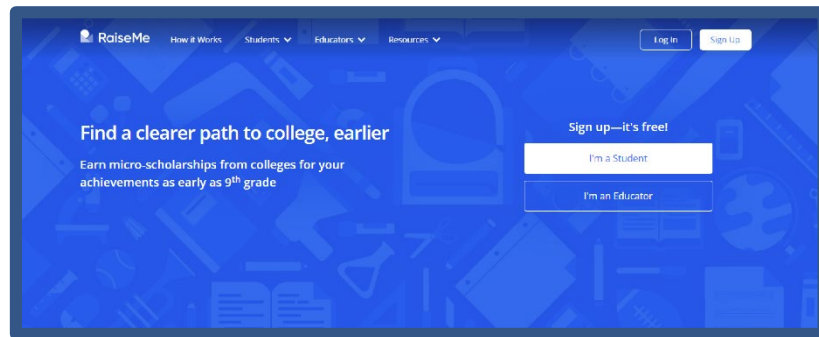 RaiseMe How it Works Students Educators Resources Log In Sign Up
Find a clearer path to college, earlier
Earn micro-scholarships from colleges for your
achievements as early as 9th grade
Sign up—it's free!
I'm a Student
I'm an Educator